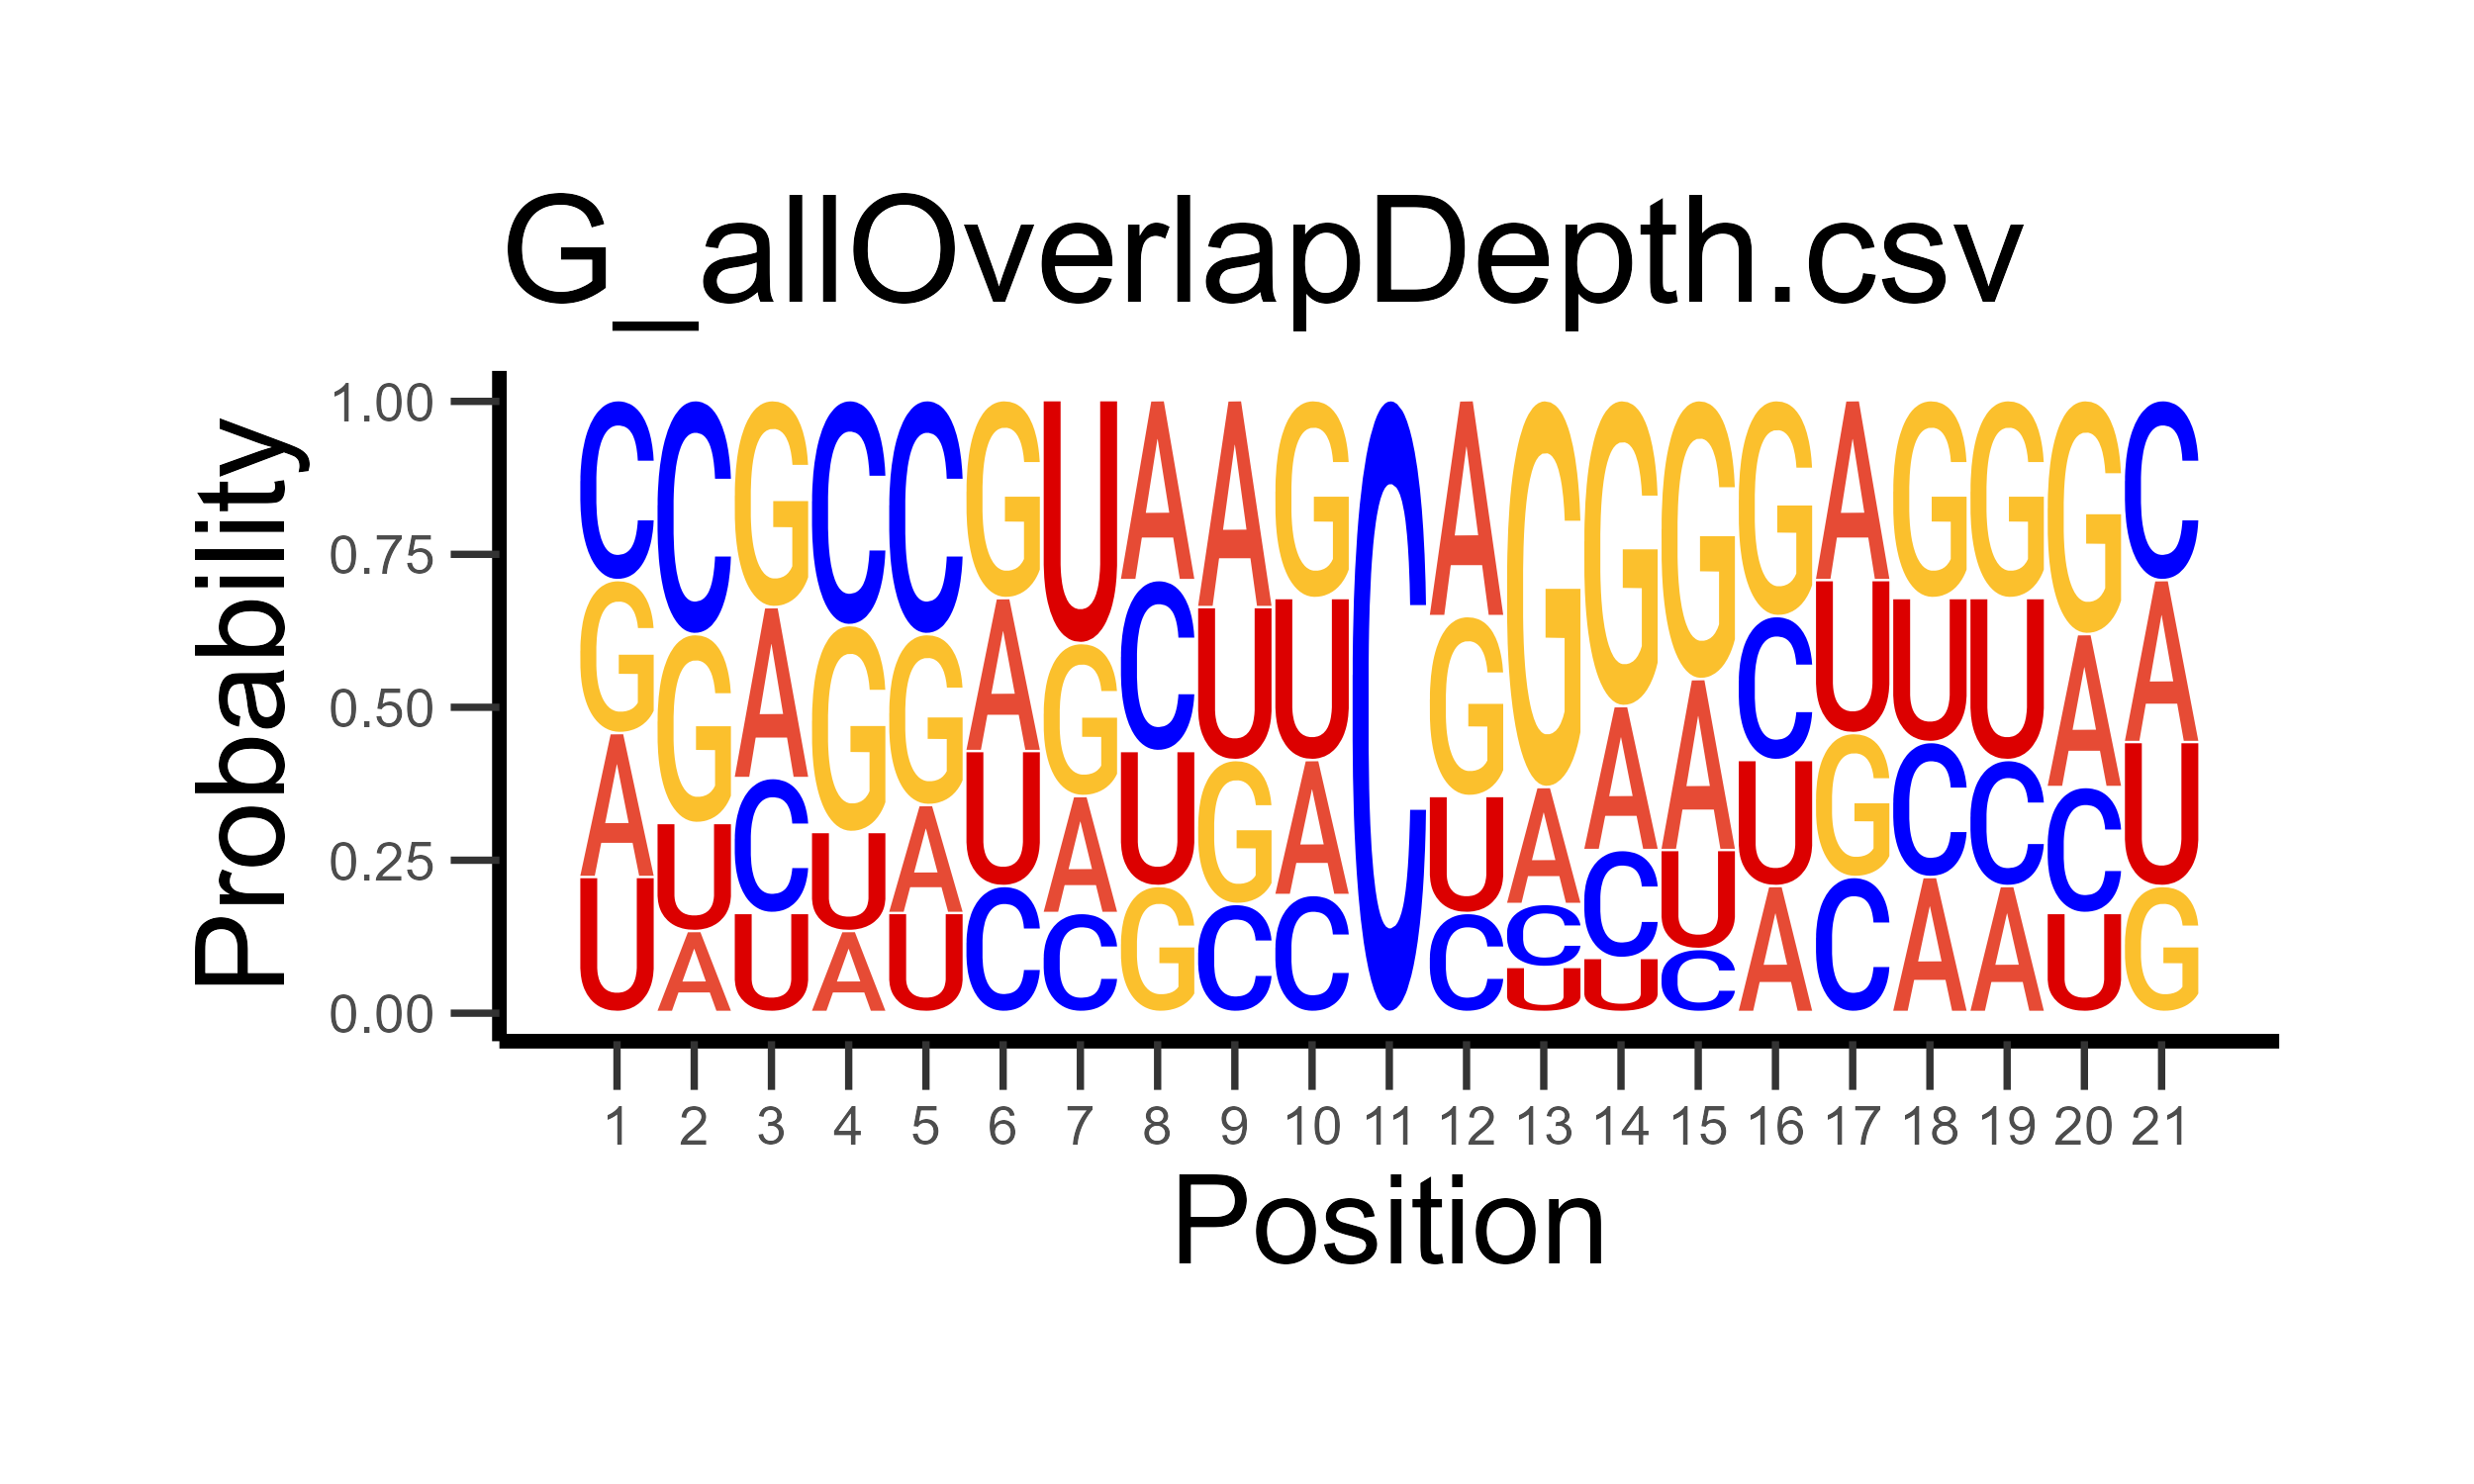 G_allOverlapDepth.csv
Probability
1.00
0.75
0.50
0.25
0.00
C C G C C G U A A G C A G G G G A G G G C
G G A G G A G C U U G A A A C U U U A A
A U C U A U A U G A U C C U U G C C C U
U A U A U C C G C C C U U C A C A A U G
1 2 3 4 5 6 7 8 9 10 11 12 13 14 15 16 17 18 19 20 21
Position